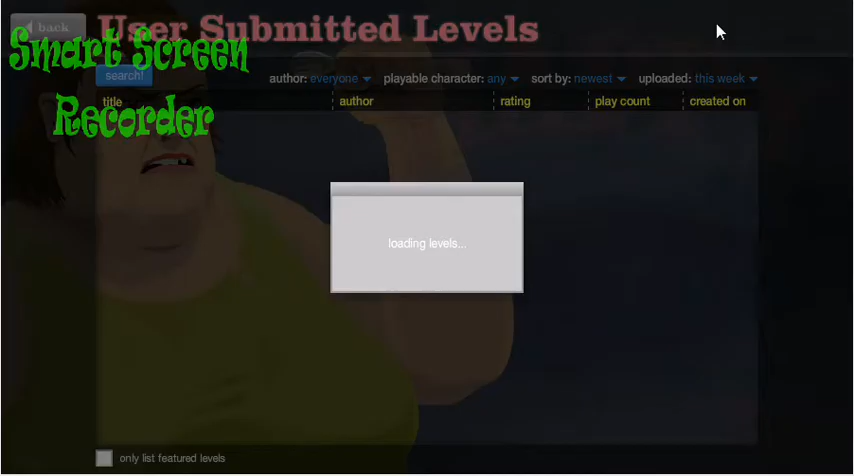 back
User Submitted Levels
Smart Screen
Recorder
search!
author: everyone playable character: any sort by: newest uploaded: this week
title author rating play count created on
loading levels...
only list featured levels